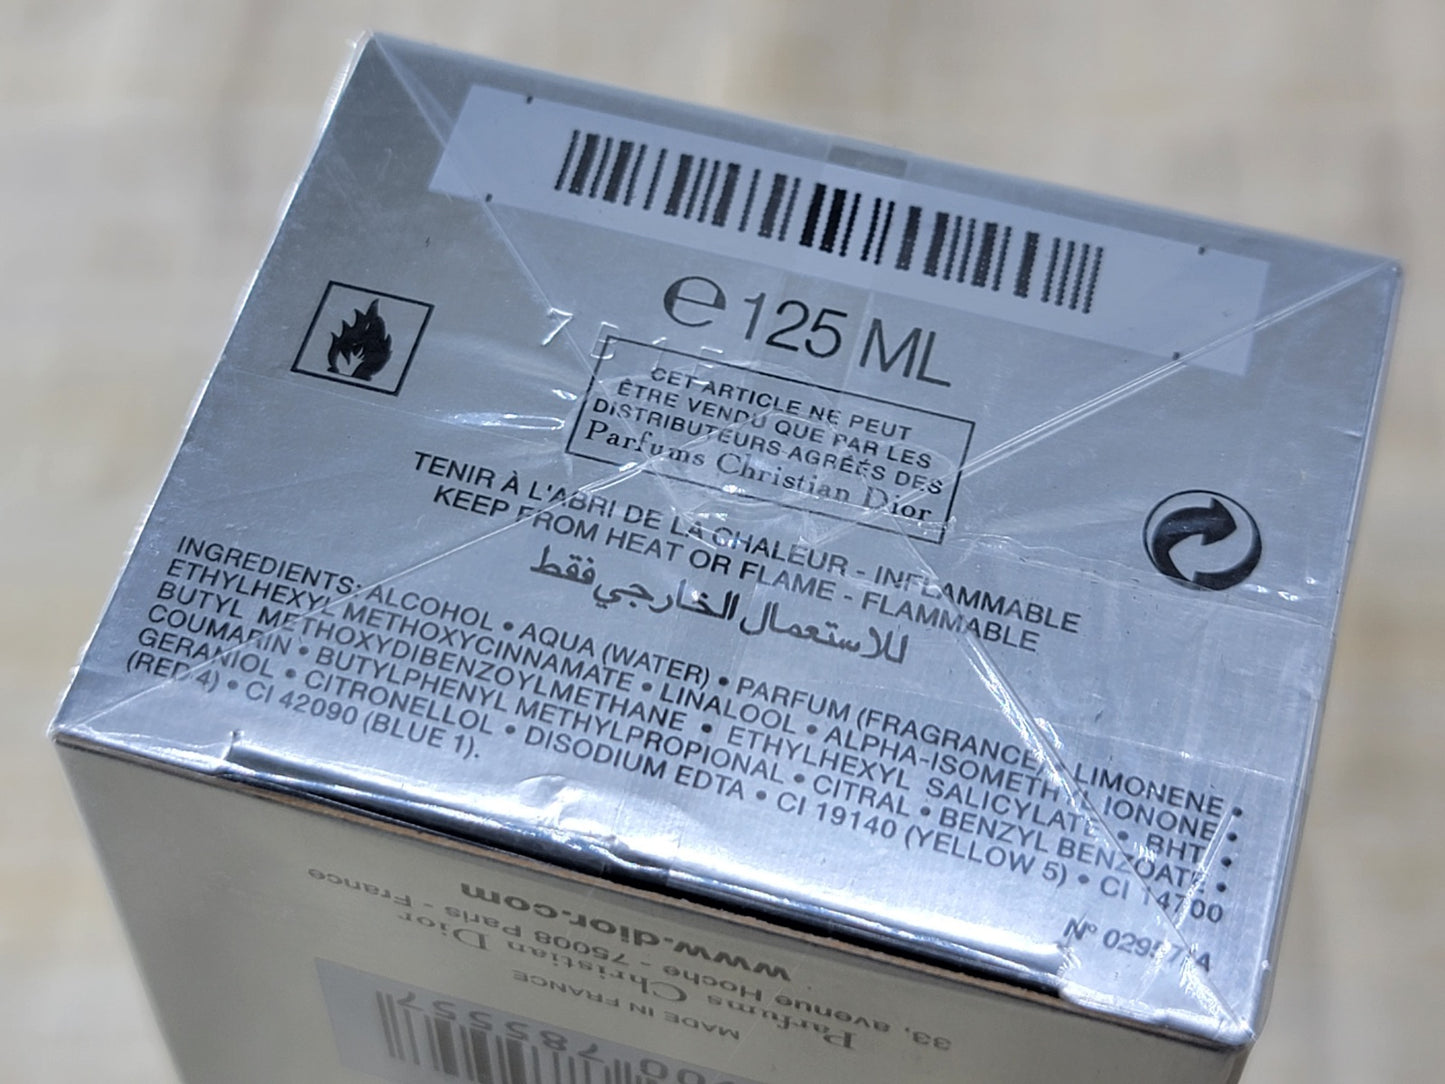 ℮ 125 ML
CET ARTICLE NE PEUT
ÊTRE VENDU QUE PAR LES
DISTRIBUTEURS AGRÉÉS DES
Parfums Christian Dior
TENIR À L'ABRI DE LA CHALEUR - INFLAMMABLE
KEEP FROM HEAT OR FLAME - FLAMMABLE
للاستعمال الخارجي فقط
INGREDIENTS: ALCOHOL • AQUA (WATER) • PARFUM (FRAGRANCE) • LIMONENE •
ETHYLHEXYL METHOXYCINNAMATE • LINALOOL • ALPHA-ISOMETHYL IONONE •
BUTYL METHOXYDIBENZOYLMETHANE • ETHYLHEXYL SALICYLATE • BHT •
COUMARIN • BUTYLPHENYL METHYLPROPIONAL • CITRAL • BENZYL BENZOATE •
GERANIOL • CITRONELLOL • DISODIUM EDTA • CI 19140 (YELLOW 5) • CI 14700
(RED 4) • CI 42090 (BLUE 1).
MADE IN FRANCE
Parfums Christian Dior
33, avenue Hoche - 75008 Paris - France
www.dior.com